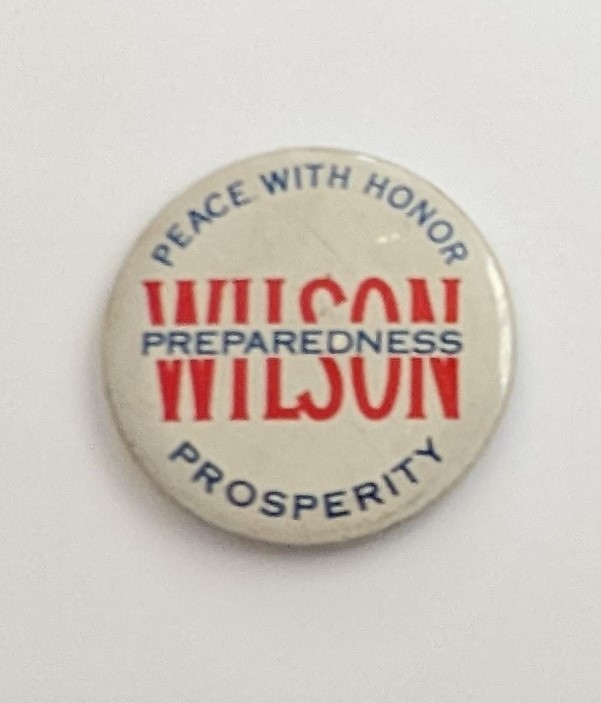 PEACE WITH HONOR
WILSON
PREPAREDNESS
PROSPERITY